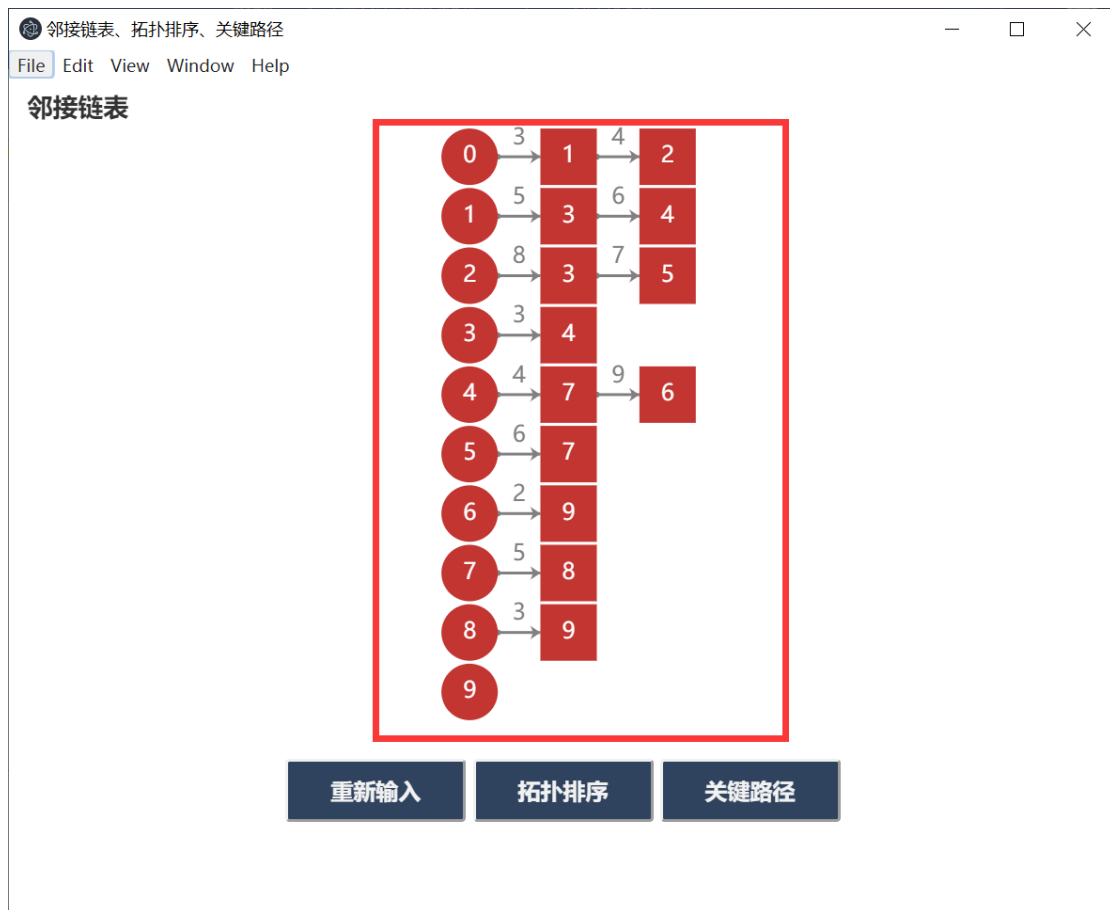 邻接链表、拓扑排序、关键路径
File Edit View Window Help
邻接链表
0 3 1 4 2
1 5 3 6 4
2 8 3 7 5
3 3 4
4 4 7 9 6
5 6 7
6 2 9
7 5 8
8 3 9
9
重新输入 拓扑排序 关键路径